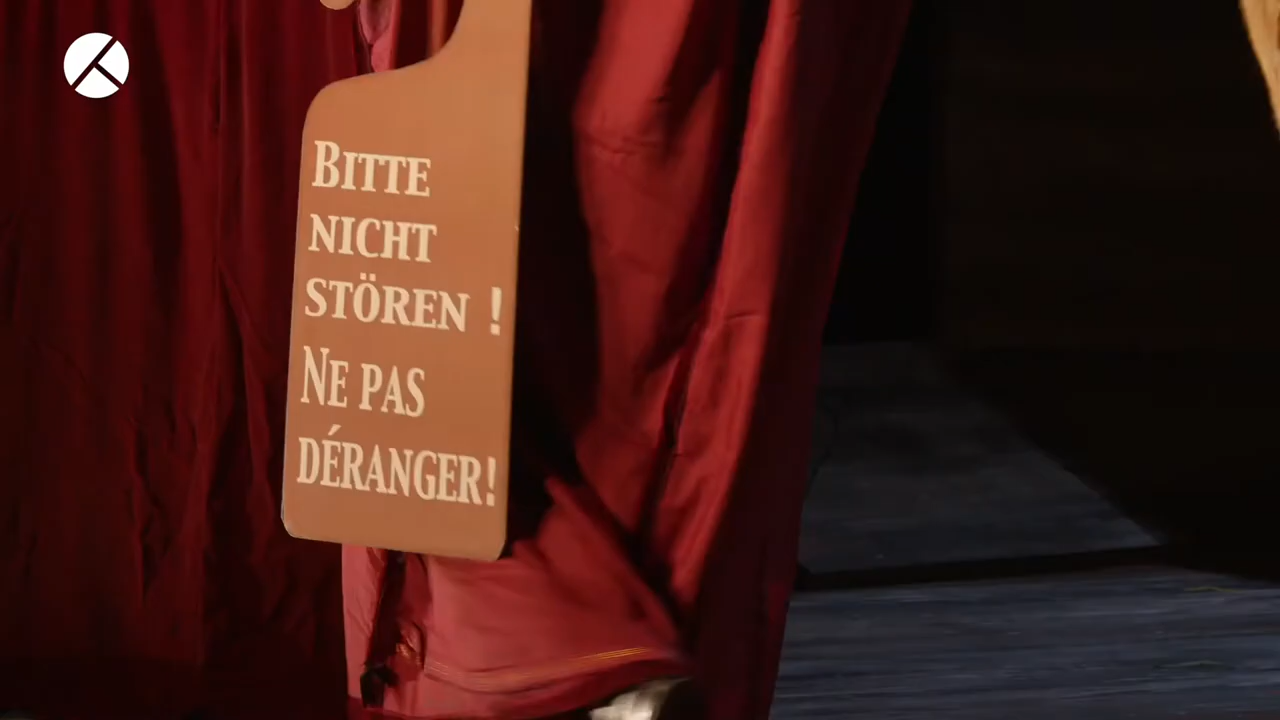 BITTE
NICHT
STÖREN !
NE PAS
DÉRANGER!